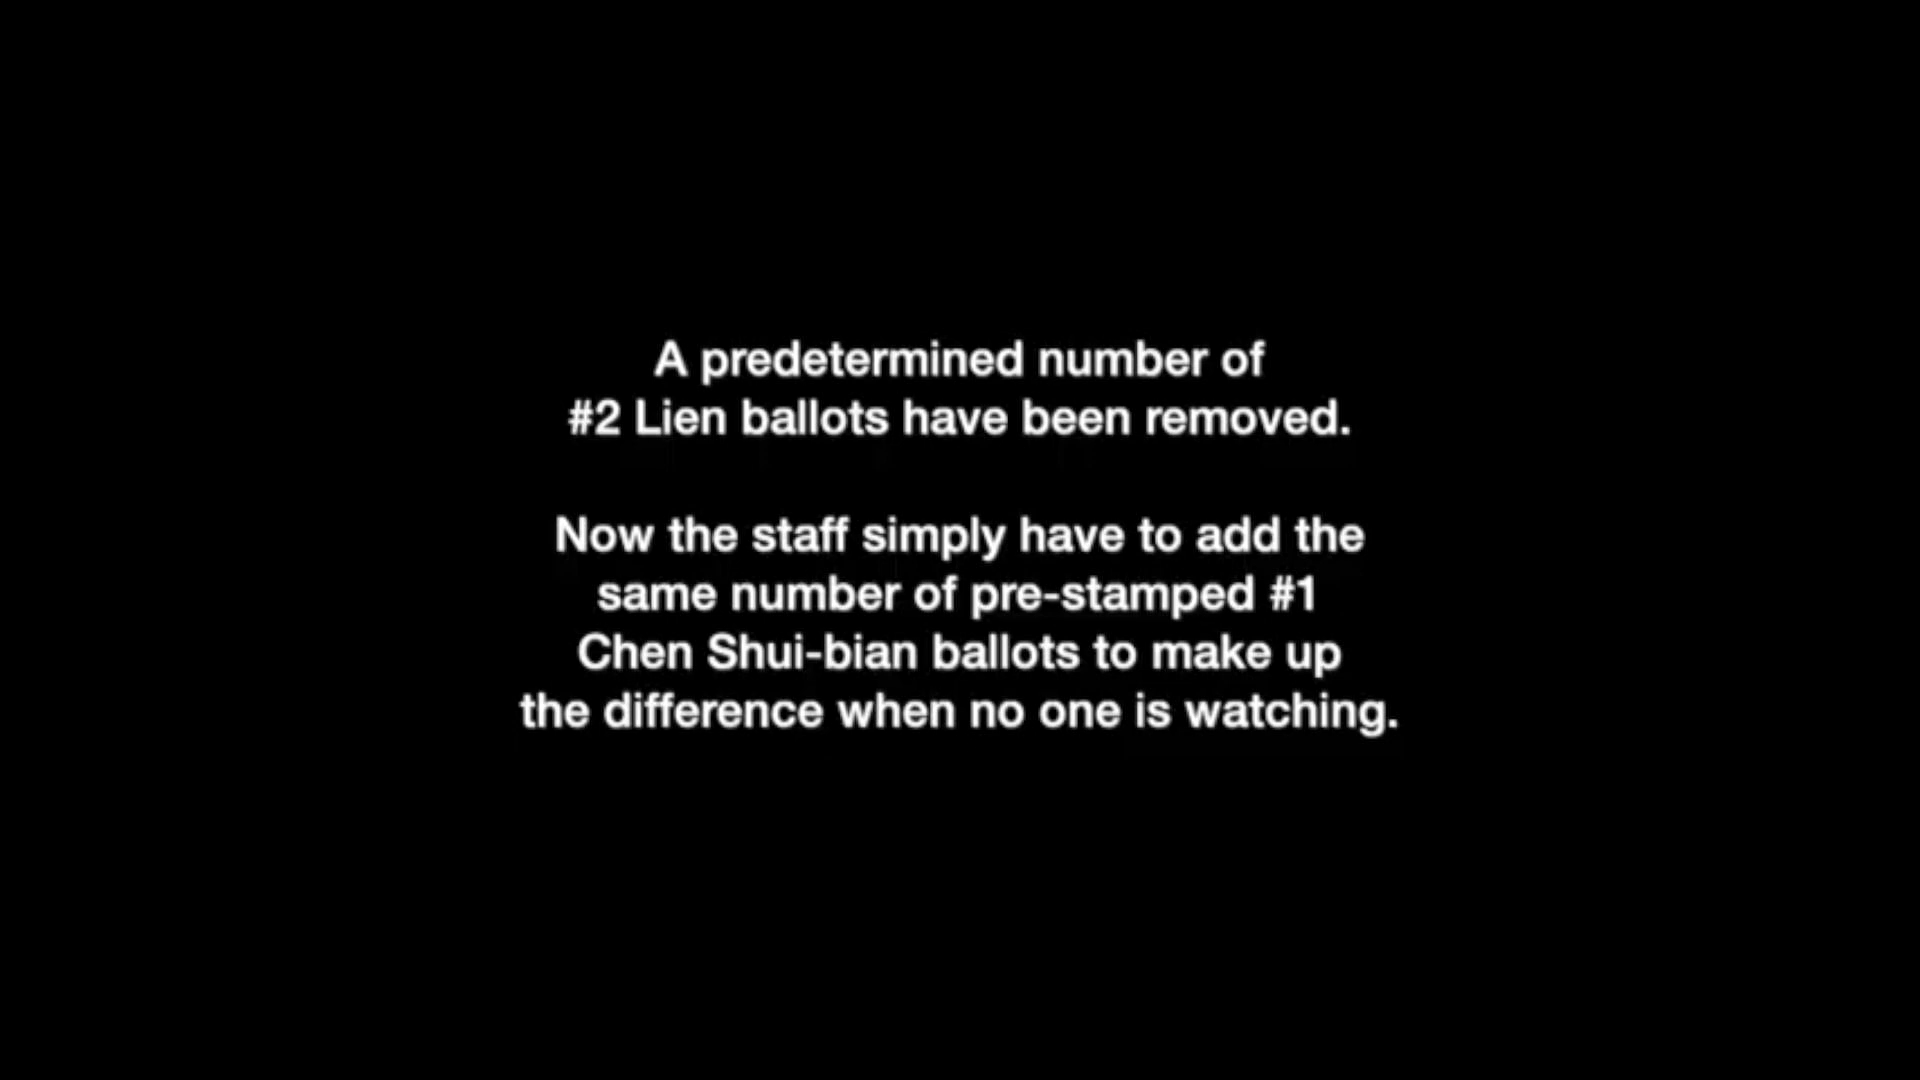 A predetermined number of
#2 Lien ballots have been removed.
Now the staff simply have to add the
same number of pre-stamped #1
Chen Shui-bian ballots to make up
the difference when no one is watching.